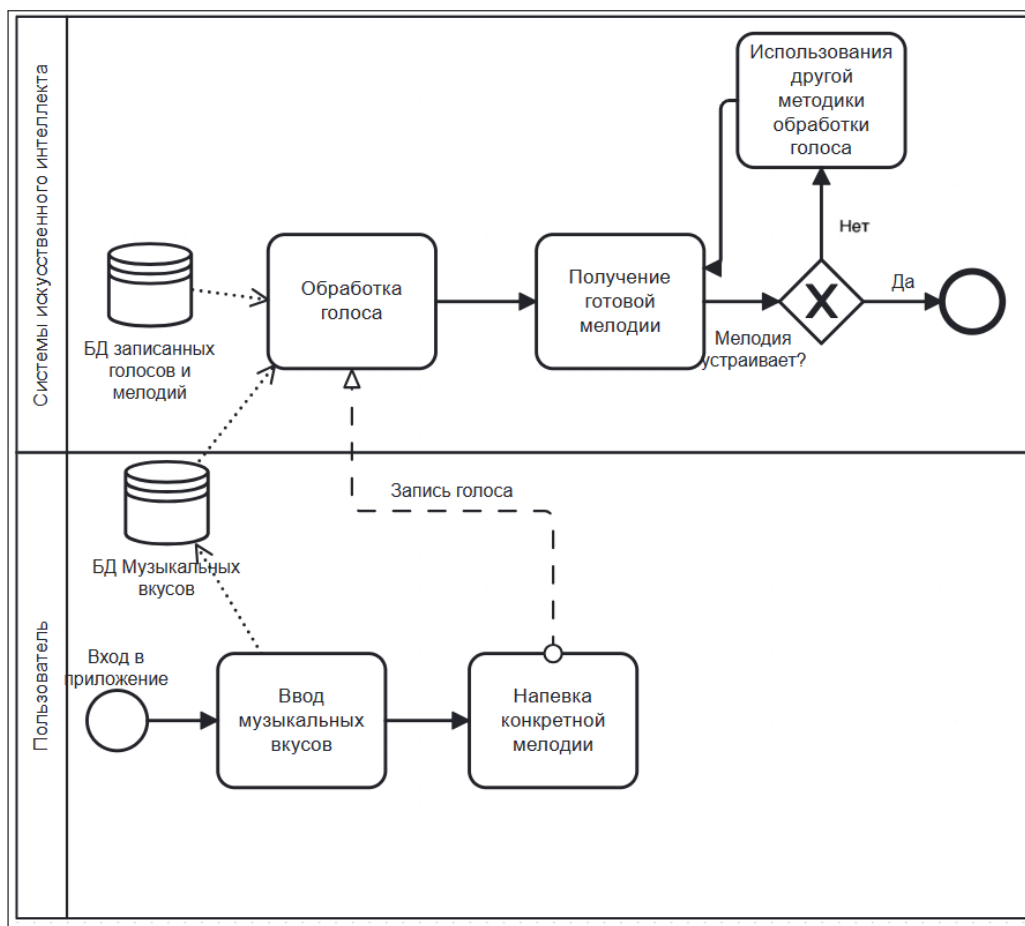 Системы искусственного интеллекта
Использования
другой
методики
обработки
голоса
Нет
Обработка
голоса
Получение
готовой
мелодии
Да
Мелодия
устраивает?
БД записанных
голосов и
мелодий
Пользователь
Запись голоса
БД Музыкальных
вкусов
Вход в
приложение
Ввод
музыкальных
вкусов
Напевка
конкретной
мелодии